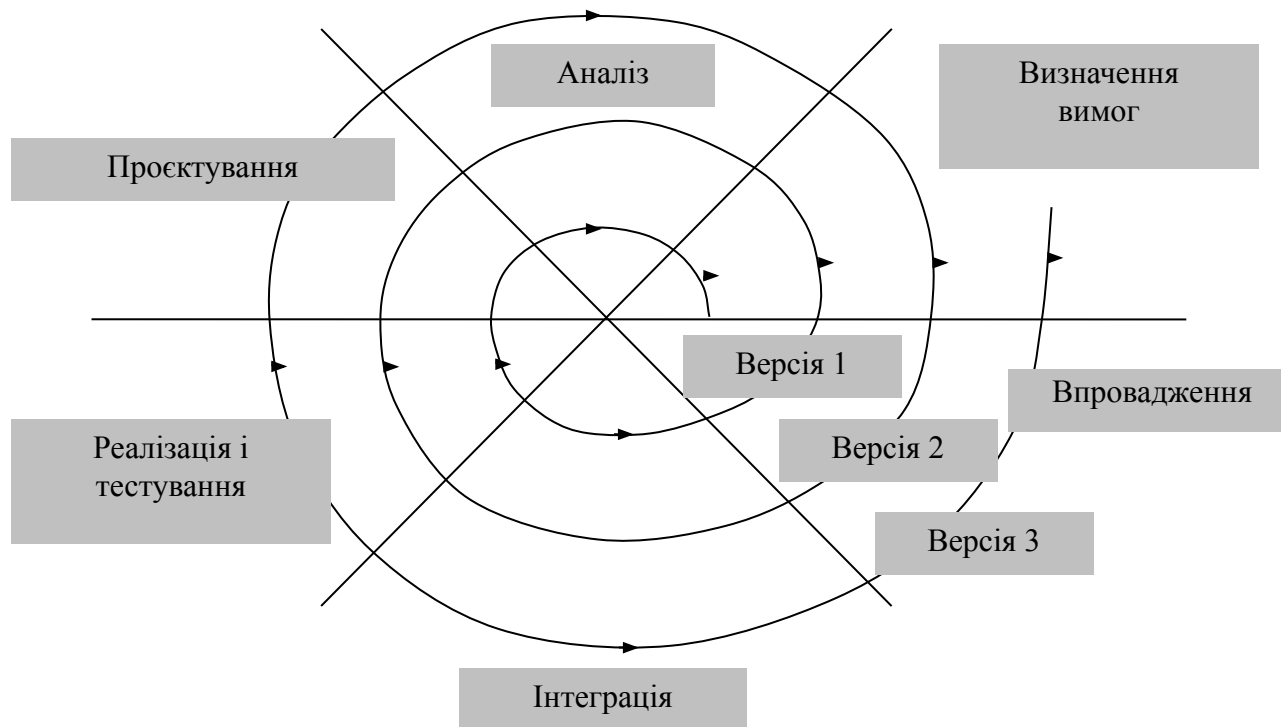 Аналіз
Визначення
вимог
Проєктування
Версія 1
Впровадження
Реалізація і
тестування
Версія 2
Версія 3
Інтеграція